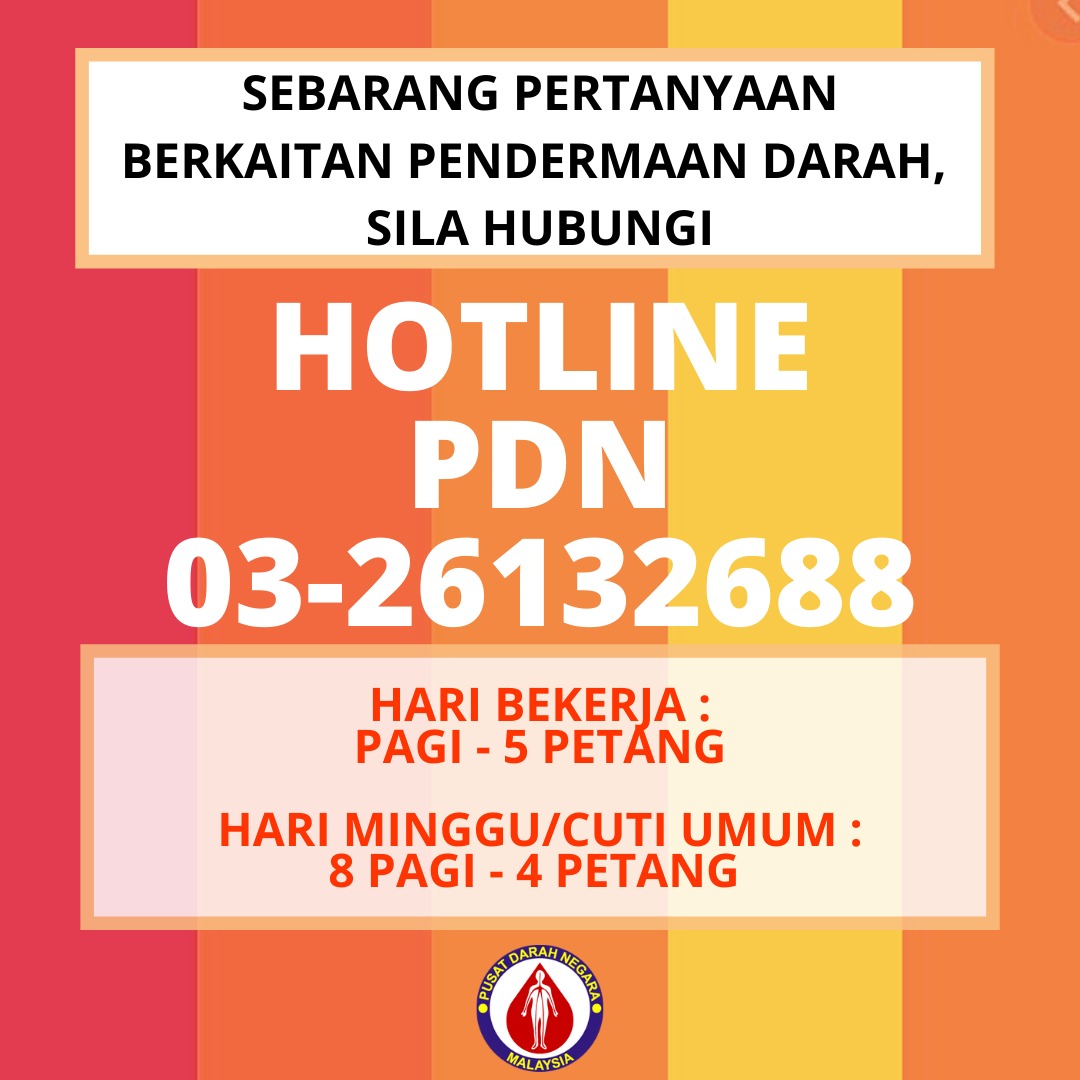 SEBARANG PERTANYAAN
BERKAITAN PENDERMAAN DARAH,
SILA HUBUNGI
HOTLINE
PDN
03-26132688
HARI BEKERJA :
PAGI - 5 PETANG
HARI MINGGU/CUTI UMUM :
8 PAGI - 4 PETANG
PUSAT DARAH NEGARA
MALAYSIA